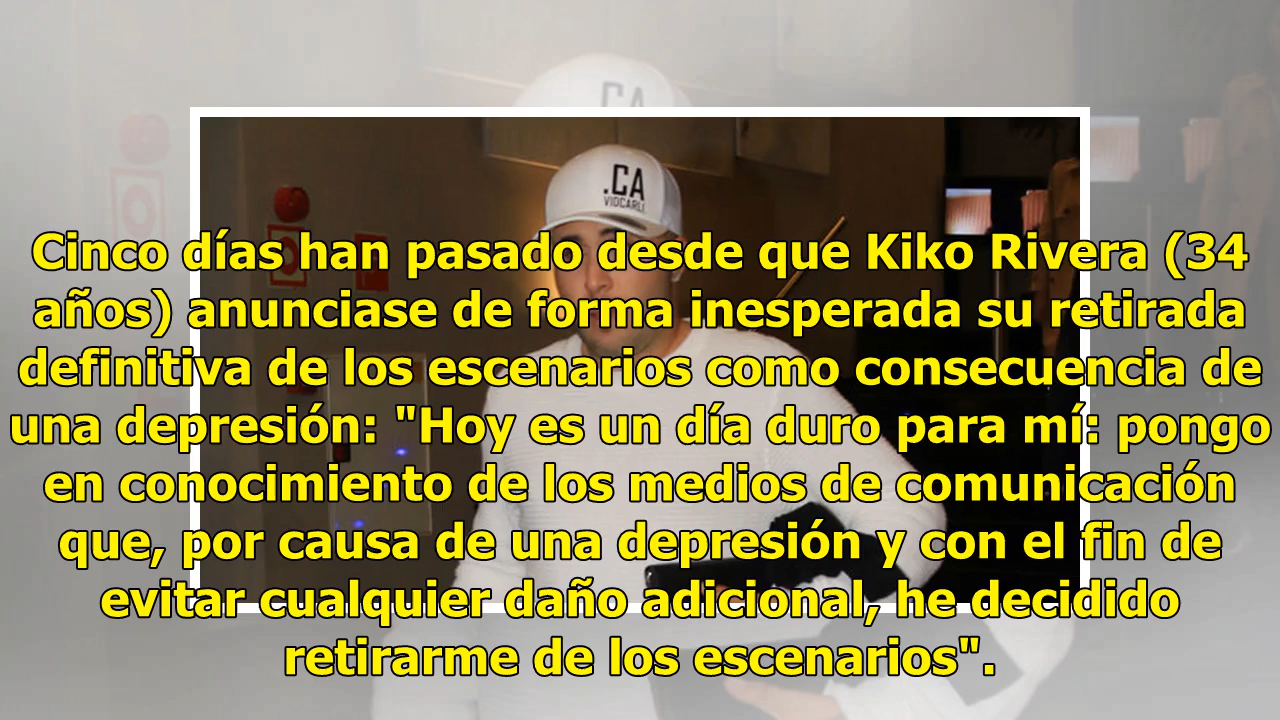 .CA
VIDCARLI
Cinco días han pasado desde que Kiko Rivera (34
años) anunciase de forma inesperada su retirada
definitiva de los escenarios como consecuencia de
una depresión: "Hoy es un día duro para mí: pongo
en conocimiento de los medios de comunicación
que, por causa de una depresión y con el fin de
evitar cualquier daño adicional, he decidido
retirarme de los escenarios".